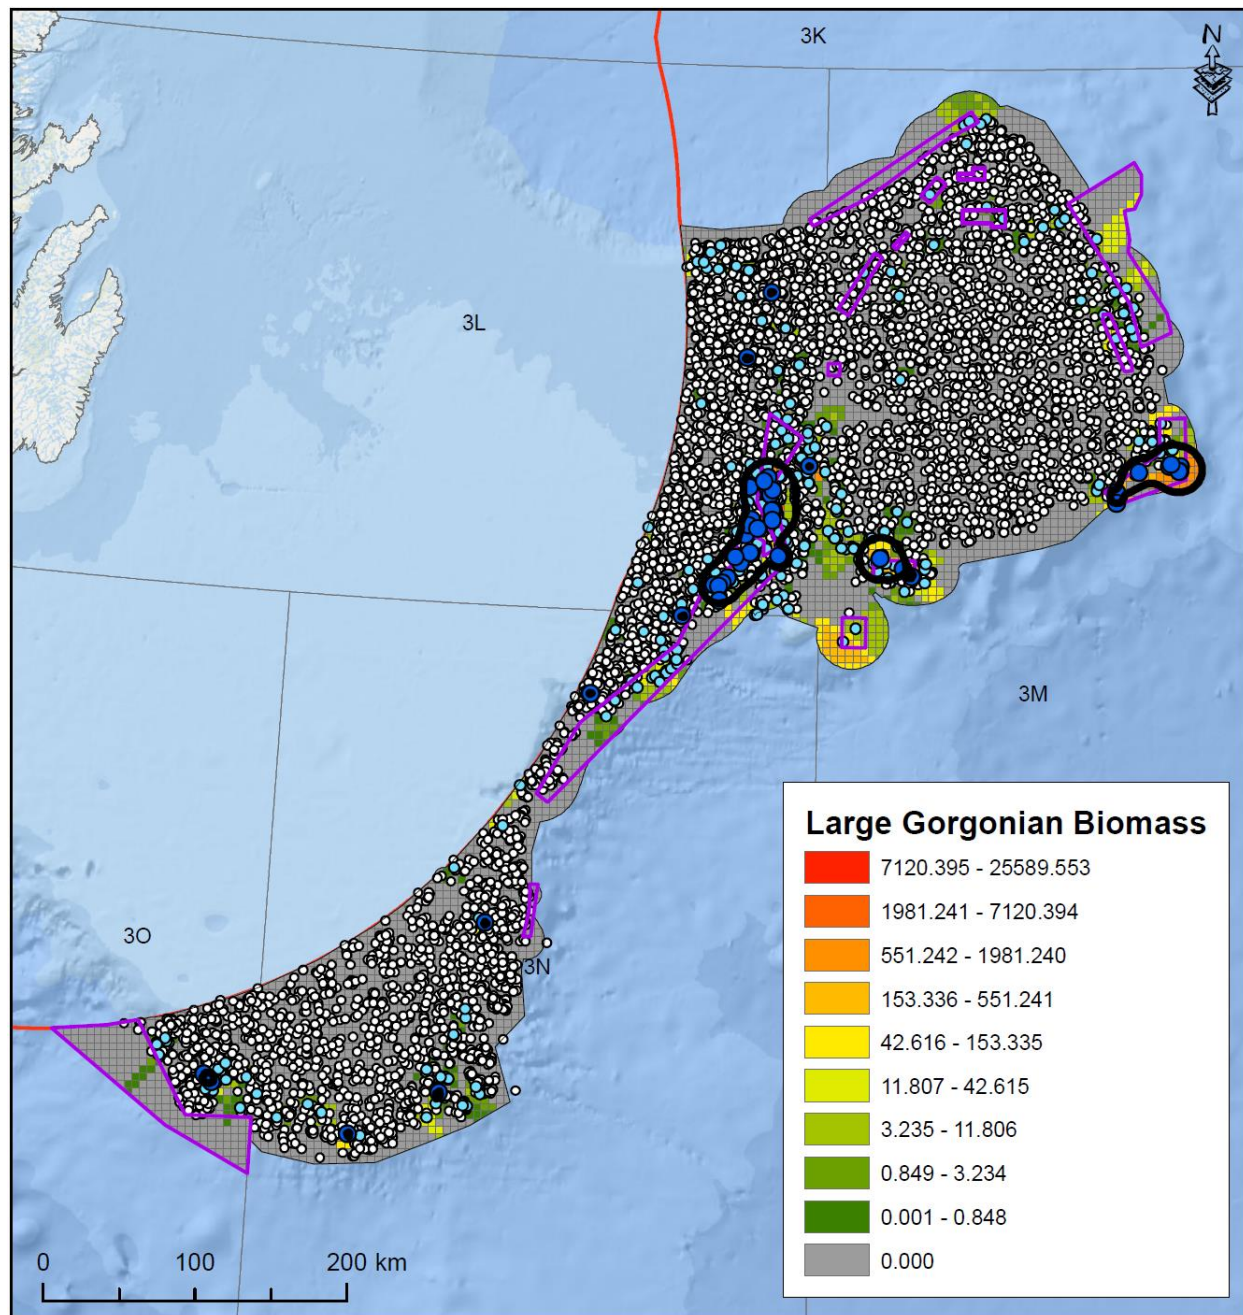 3K
N
3L
3M
3O
3N
Large Gorgonian Biomass
7120.395 - 25589.553
1981.241 - 7120.394
551.242 - 1981.240
153.336 - 551.241
42.616 - 153.335
11.807 - 42.615
3.235 - 11.806
0.849 - 3.234
0.001 - 0.848
0.000
0 100 200 km